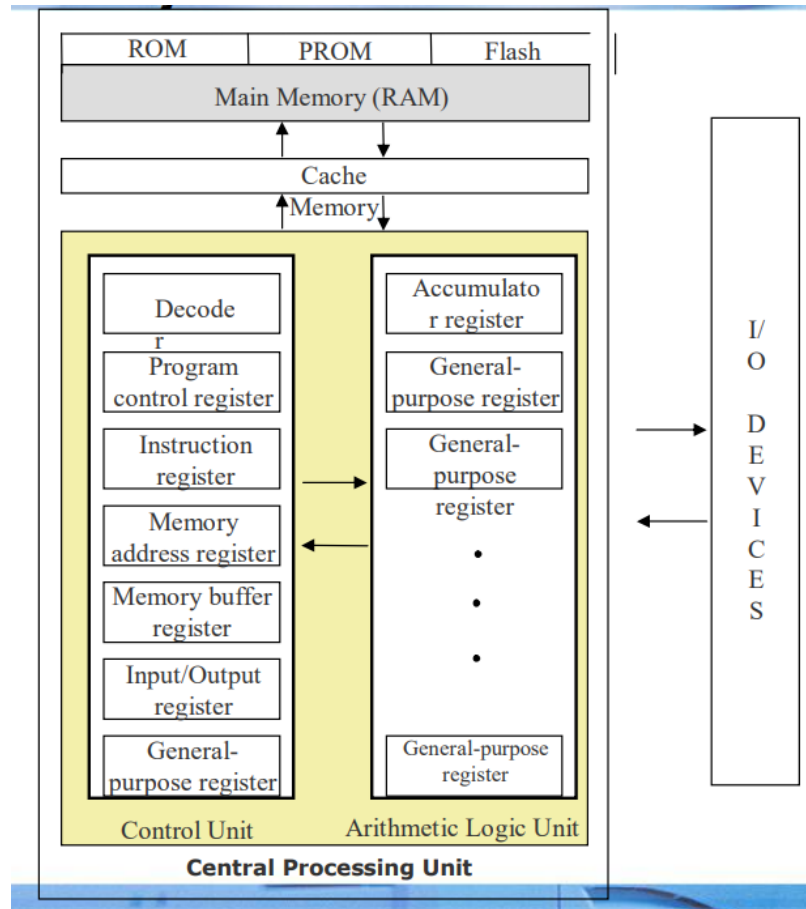 ROM PROM Flash
Main Memory (RAM)
Cache
Memory
Decode
r
Program
control register
Instruction
register
Memory
address register
Memory buffer
register
Input/Output
register
General-
purpose register
Control Unit
Accumulato
r register
General-
purpose register
General-
purpose
register
General-purpose
register
Arithmetic Logic Unit
Central Processing Unit
I/
O
D
E
V
I
C
E
S